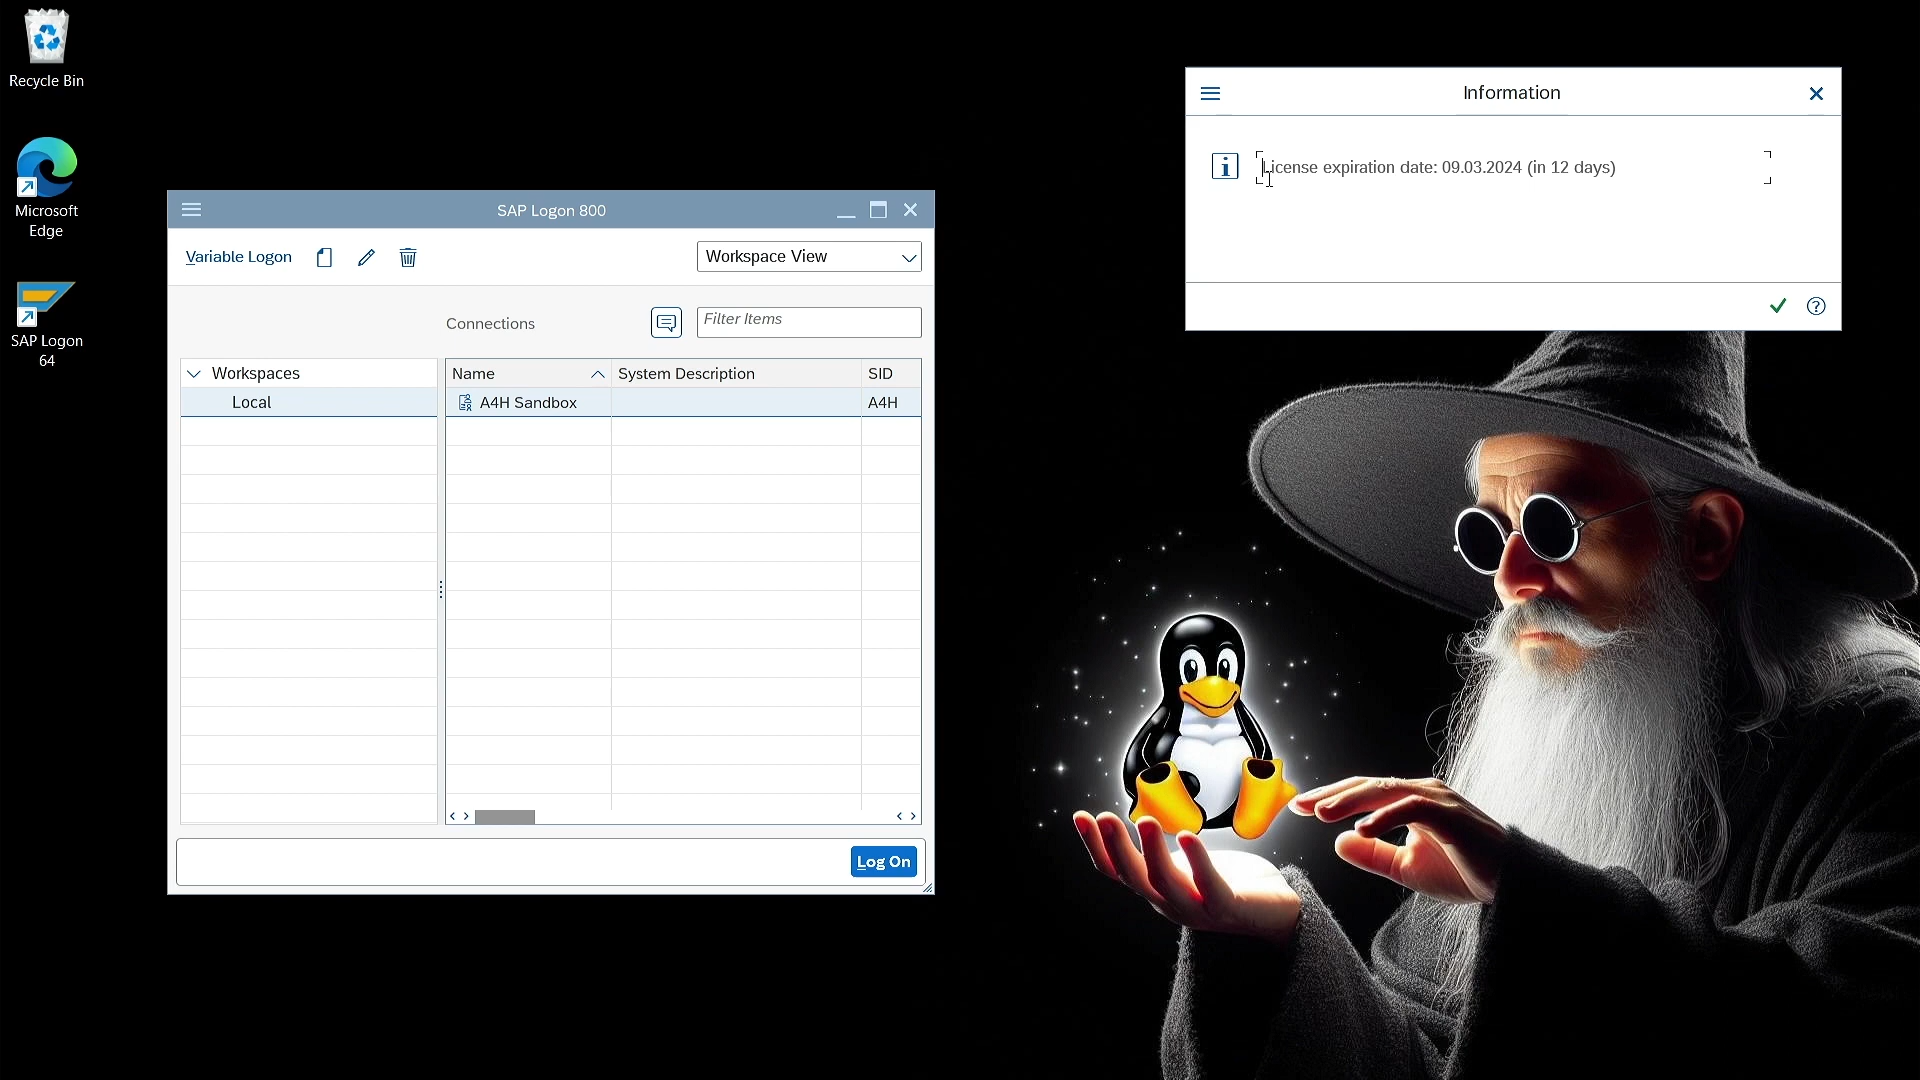 Recycle Bin
Microsoft
Edge
SAP Logon
64
SAP Logon 800
Variable Logon
Workspace View
Connections
Filter Items
Workspaces
Local
Name
System Description
SID
A4H Sandbox
A4H
Log On
Information
License expiration date: 09.03.2024 (in 12 days)